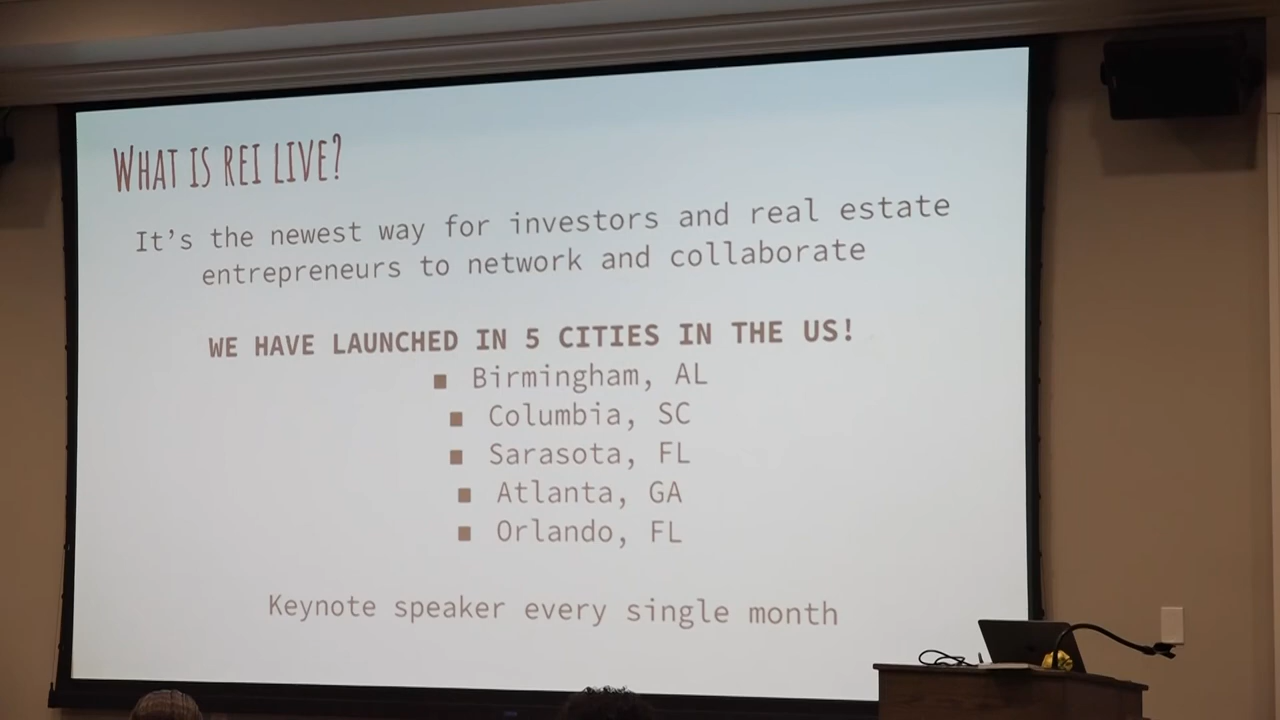 WHAT IS REI LIVE?
It's the newest way for investors and real estate
entrepreneurs to network and collaborate
WE HAVE LAUNCHED IN 5 CITIES IN THE US!
■ Birmingham, AL
■ Columbia, SC
■ Sarasota, FL
■ Atlanta, GA
■ Orlando, FL
Keynote speaker every single month